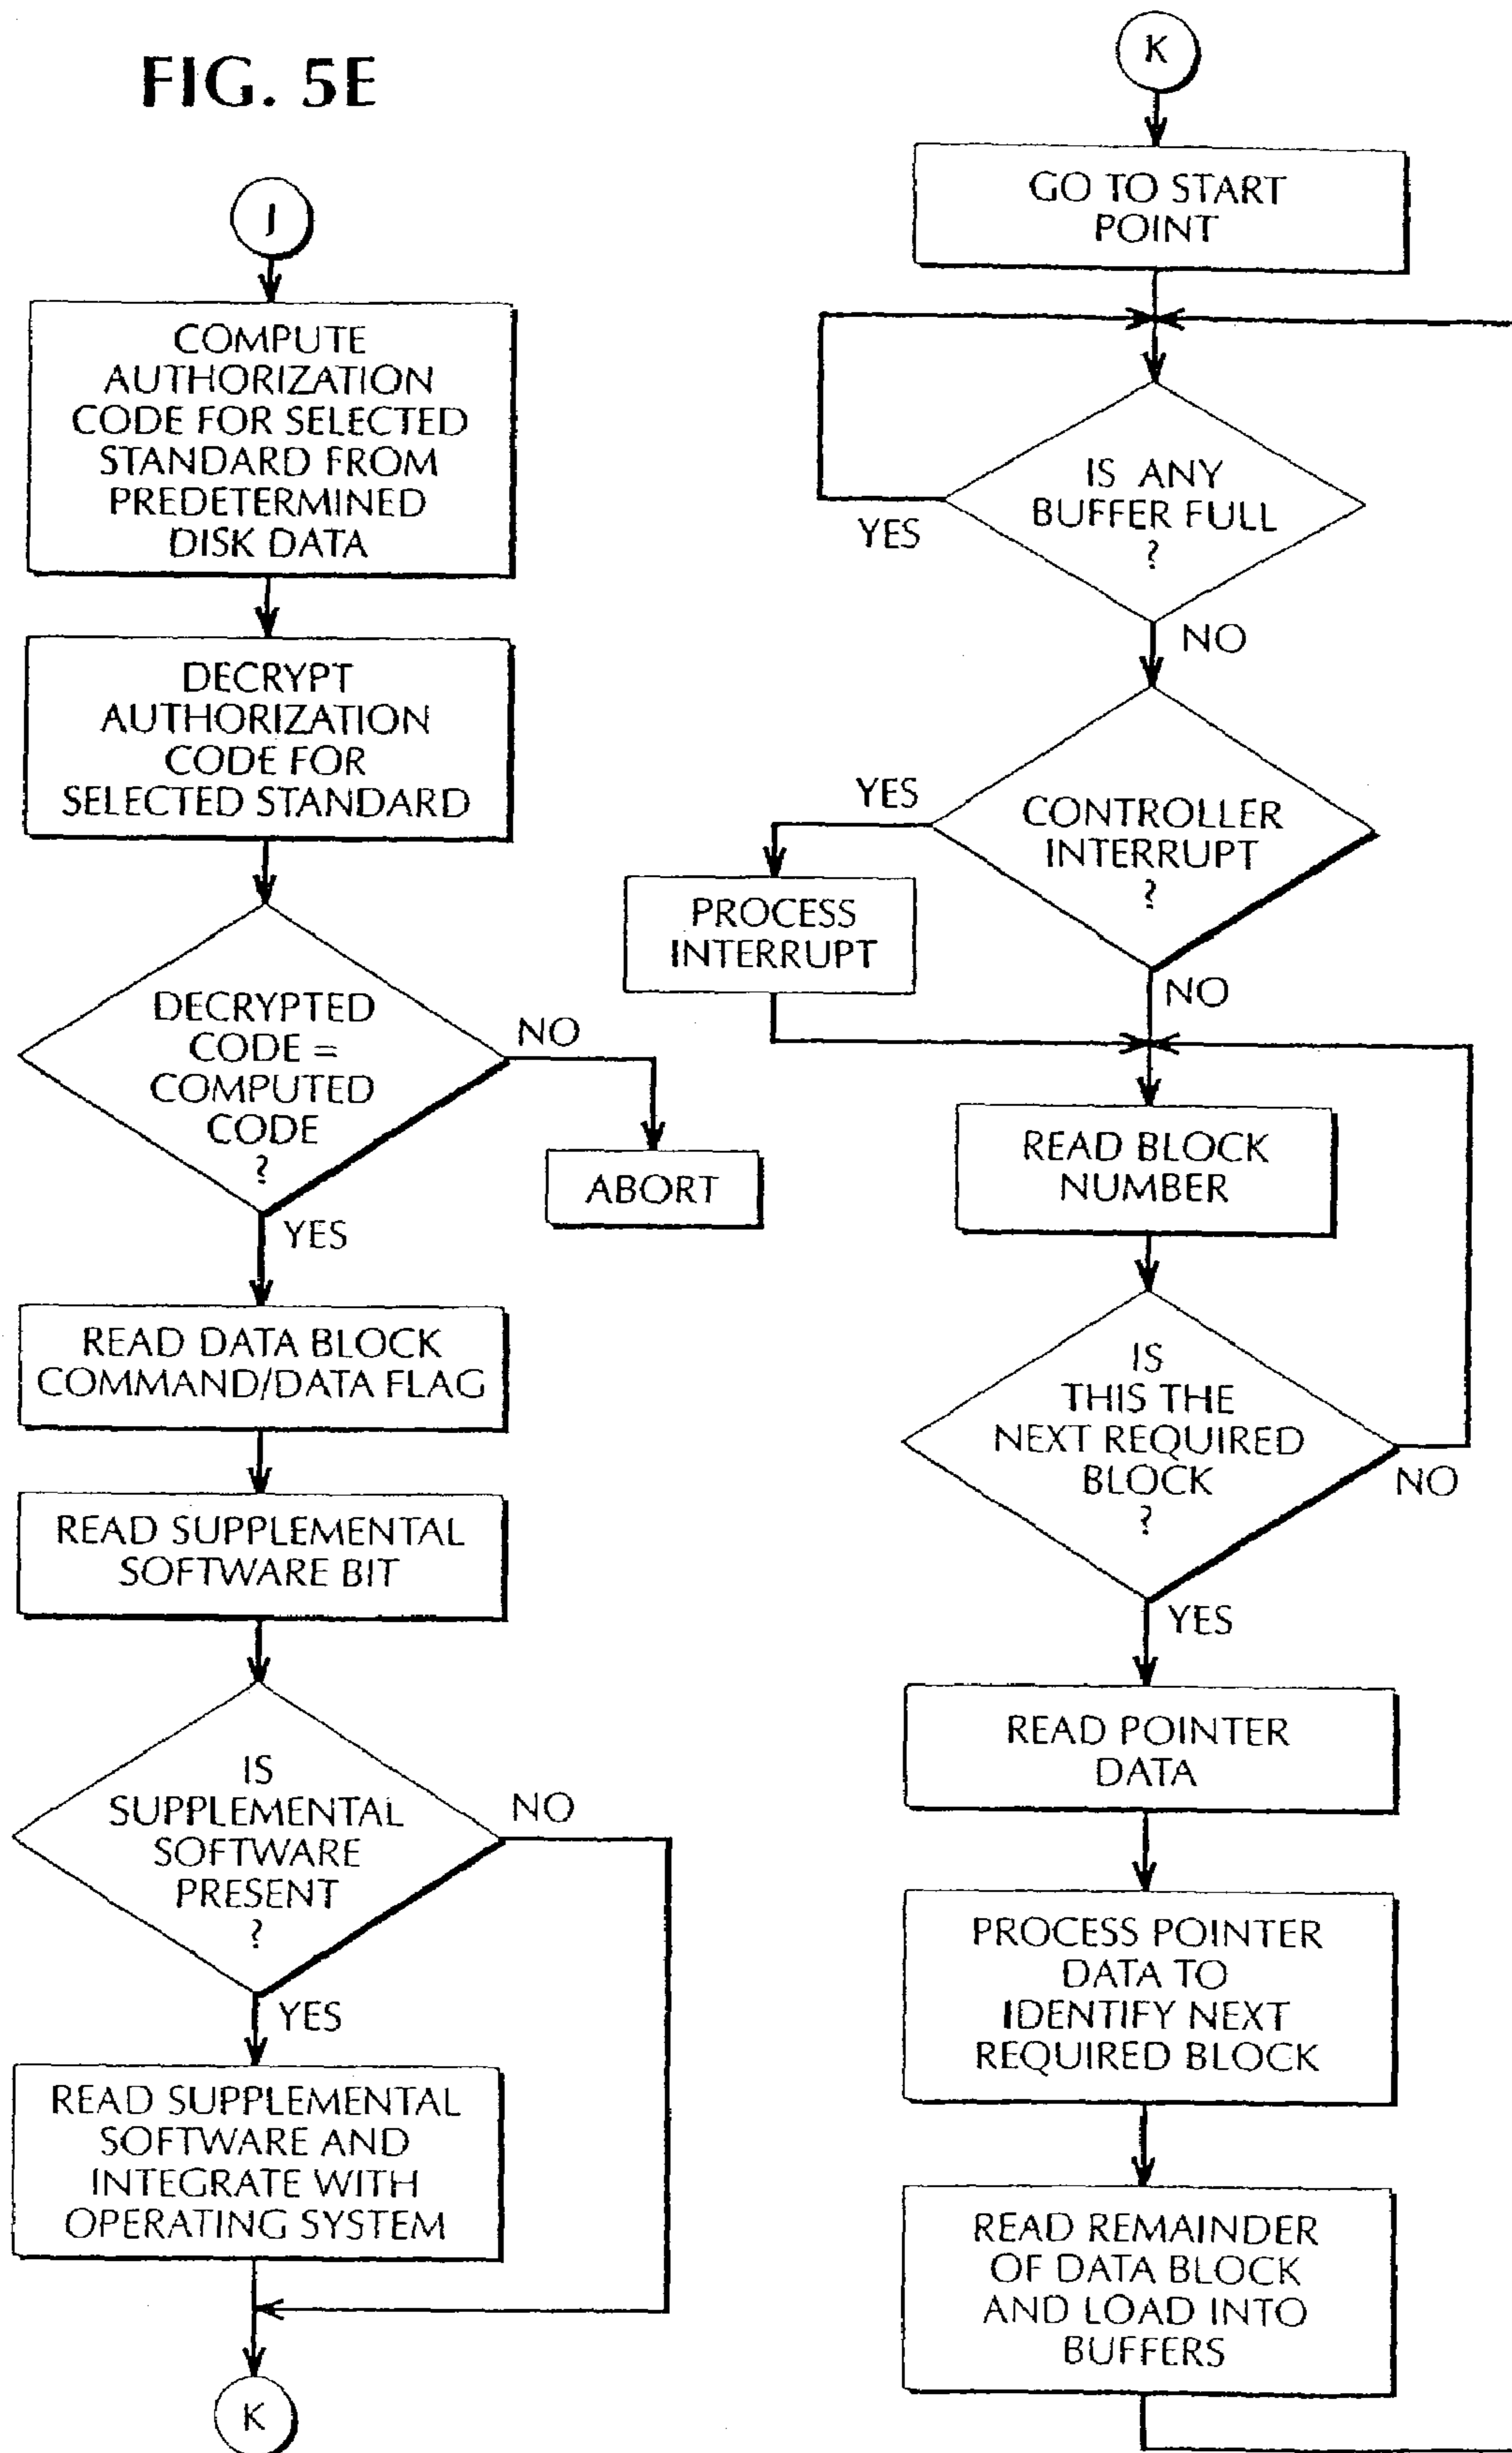 FIG. 5E
J
COMPUTE
AUTHORIZATION
CODE FOR SELECTED
STANDARD FROM
PREDETERMINED
DISK DATA
DECRYPT
AUTHORIZATION
CODE FOR
SELECTED STANDARD
DECRYPTED
CODE =
COMPUTED
CODE
?
NO
ABORT
YES
READ DATA BLOCK
COMMAND/DATA FLAG
READ SUPPLEMENTAL
SOFTWARE BIT
IS
SUPPLEMENTAL
SOFTWARE
PRESENT
?
NO
YES
READ SUPPLEMENTAL
SOFTWARE AND
INTEGRATE WITH
OPERATING SYSTEM
K
K
GO TO START
POINT
IS ANY
BUFFER FULL
?
YES
NO
CONTROLLER
INTERRUPT
?
YES
PROCESS
INTERRUPT
NO
READ BLOCK
NUMBER
IS
THIS THE
NEXT REQUIRED
BLOCK
?
NO
YES
READ POINTER
DATA
PROCESS POINTER
DATA TO
IDENTIFY NEXT
REQUIRED BLOCK
READ REMAINDER
OF DATA BLOCK
AND LOAD INTO
BUFFERS